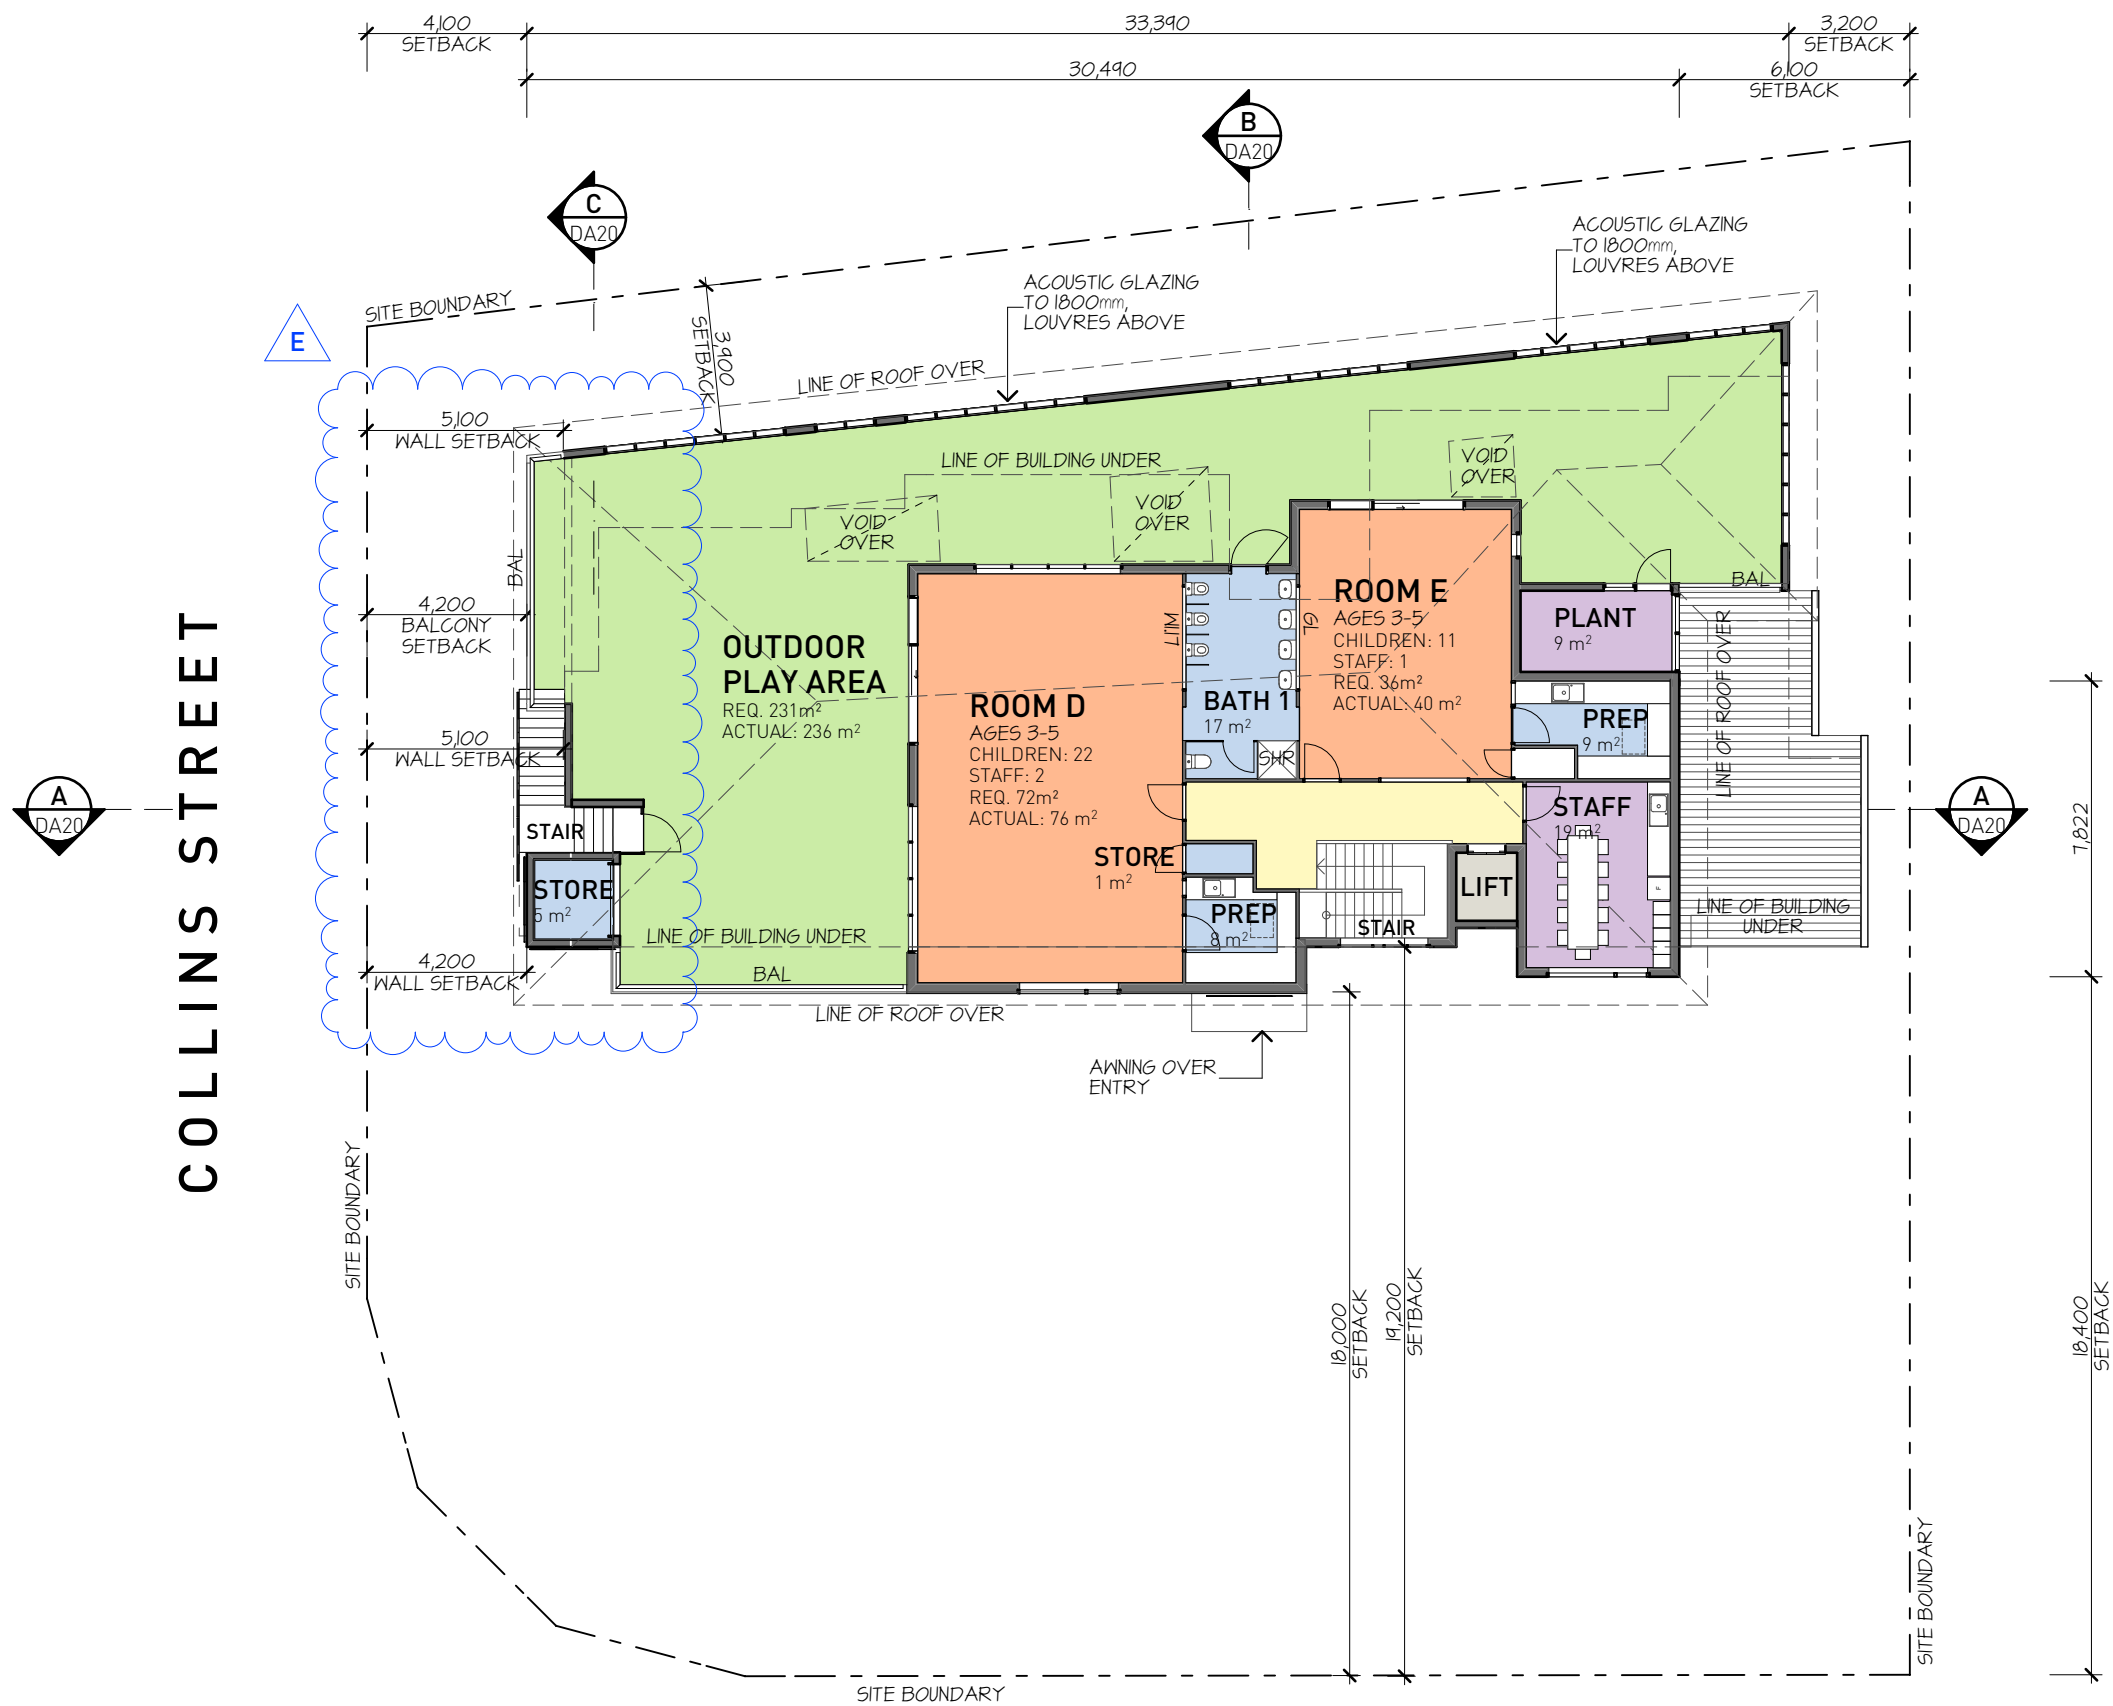 4,100
SETBACK
33,390
3,200
SETBACK
30,490
6,100
SETBACK
B
DA20
C
DA20
ACOUSTIC GLAZING
TO 1800mm,
LOUVRES ABOVE
ACOUSTIC GLAZING
TO 1800mm,
LOUVRES ABOVE
SITE BOUNDARY
E
3,900
SETBACK
LINE OF ROOF OVER
5,100
WALL SETBACK
LINE OF BUILDING UNDER
VOID
OVER
VOID
OVER
VOID
OVER
BAL
BAL
4,200
BALCONY
SETBACK
OUTDOOR
PLAY AREA
REQ. 231m²
ACTUAL: 236 m²
ROOM D
AGES 3-5
CHILDREN: 22
STAFF: 2
REQ. 72m²
ACTUAL: 76 m²
BATH 1
17 m²
SHR
ROOM E
AGES 3-5
CHILDREN: 11
STAFF: 1
REQ. 36m²
ACTUAL: 40 m²
PLANT
9 m²
PREP
9 m²
LINE OF ROOF OVER
5,100
WALL SETBACK
COLLINS STREET
A
DA20
A
DA20
7,822
STAFF
19 m²
STAIR
STORE
5 m²
STORE
1 m²
LIFT
F
PREP
8 m²
STAIR
LINE OF BUILDING
UNDER
LINE OF BUILDING UNDER
4,200
WALL SETBACK
BAL
LINE OF ROOF OVER
AWNING OVER
ENTRY
SITE BOUNDARY
18,000
SETBACK
19,200
SETBACK
18,400
SETBACK
SITE BOUNDARY
SITE BOUNDARY